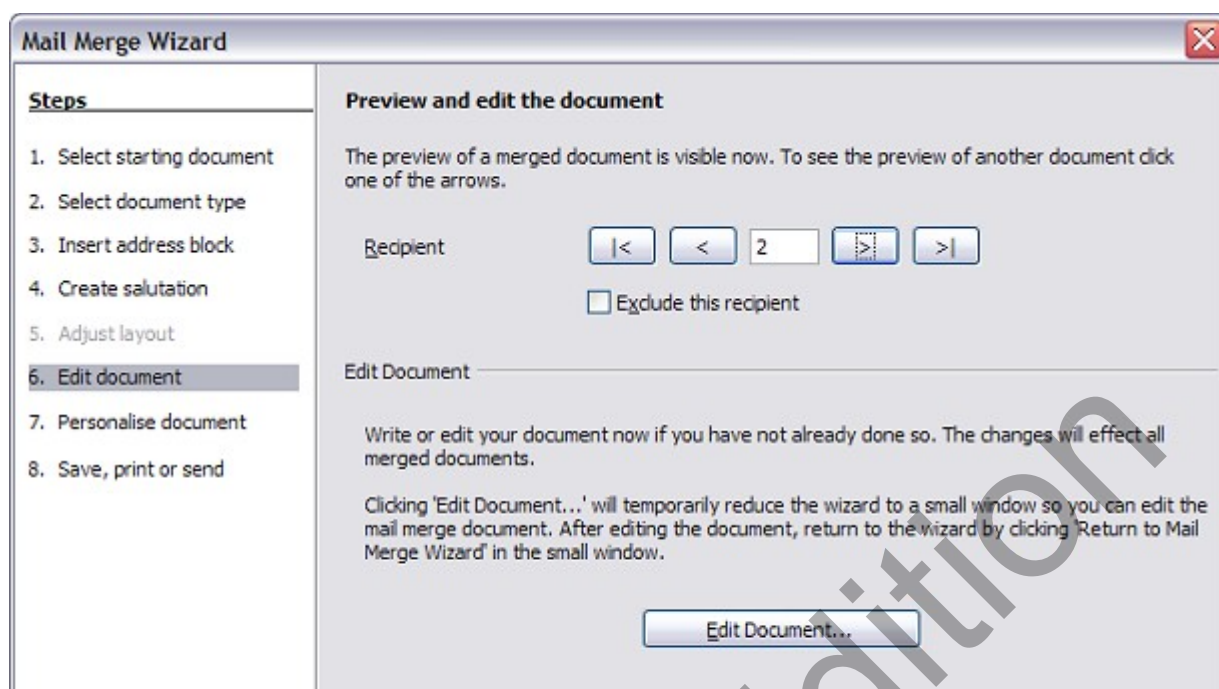 Mail Merge Wizard
Steps
1. Select starting document
2. Select document type
3. Insert address block
4. Create salutation
5. Adjust layout
6. Edit document
7. Personalise document
8. Save, print or send
Preview and edit the document
The preview of a merged document is visible now. To see the preview of another document click
one of the arrows.
Recipient |< < 2 > >|
Exclude this recipient
Edit Document
Write or edit your document now if you have not already done so. The changes will effect all
merged documents.
Clicking 'Edit Document...' will temporarily reduce the wizard to a small window so you can edit the
mail merge document. After editing the document, return to the wizard by clicking 'Return to Mail
Merge Wizard' in the small window.
Edit Document...